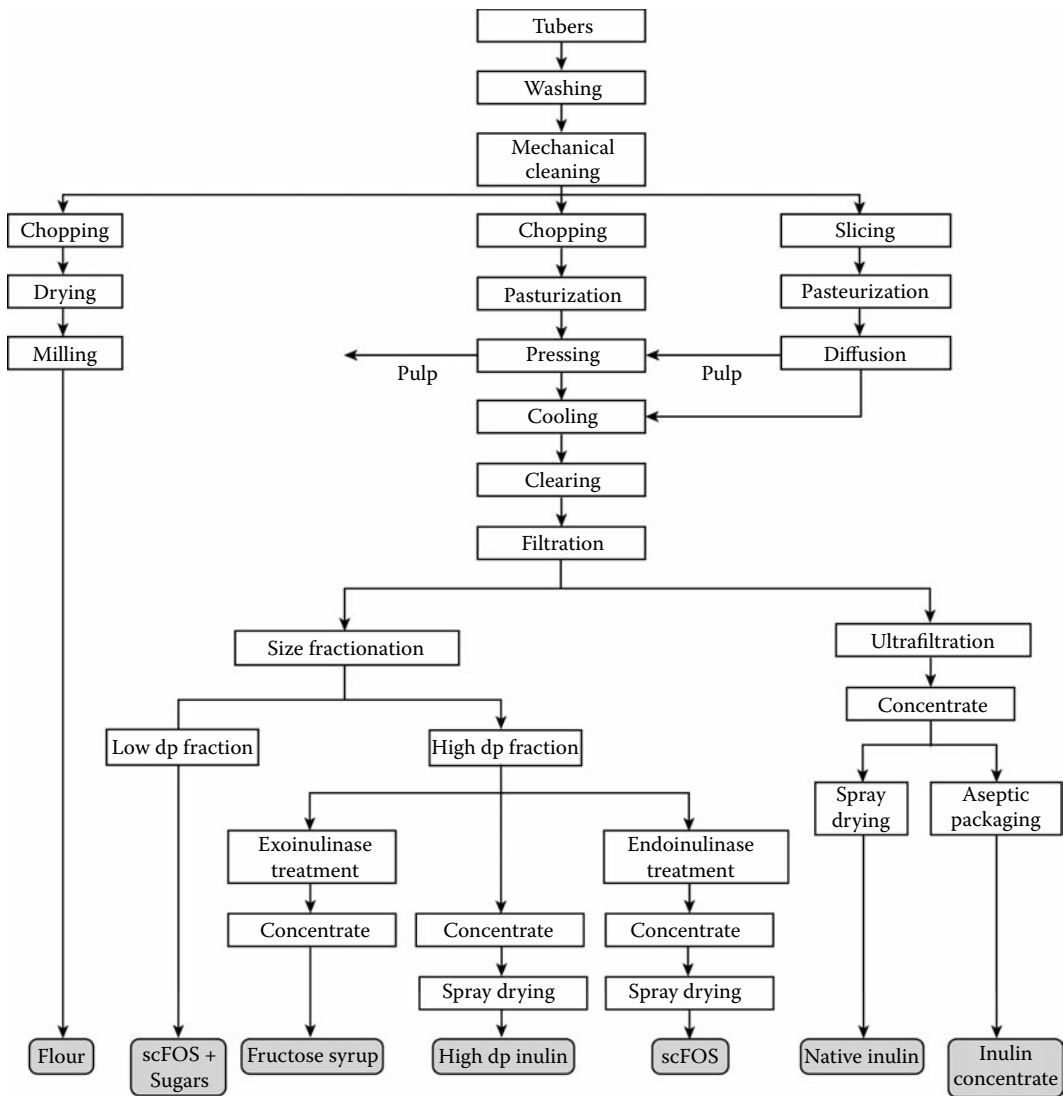 Tubers
Washing
Mechanical
cleaning
Chopping
Chopping
Slicing
Drying
Pasturization
Pasteurization
Milling
Pressing
Diffusion
Pulp
Pulp
Cooling
Clearing
Filtration
Size fractionation
Ultrafiltration
Concentrate
Low dp fraction
High dp fraction
Spray
drying
Aseptic
packaging
Exoinulinase
treatment
Endoinulinase
treatment
Concentrate
Concentrate
Concentrate
Spray drying
Spray drying
Flour
scFOS +
Sugars
Fructose syrup
High dp inulin
scFOS
Native inulin
Inulin
concentrate